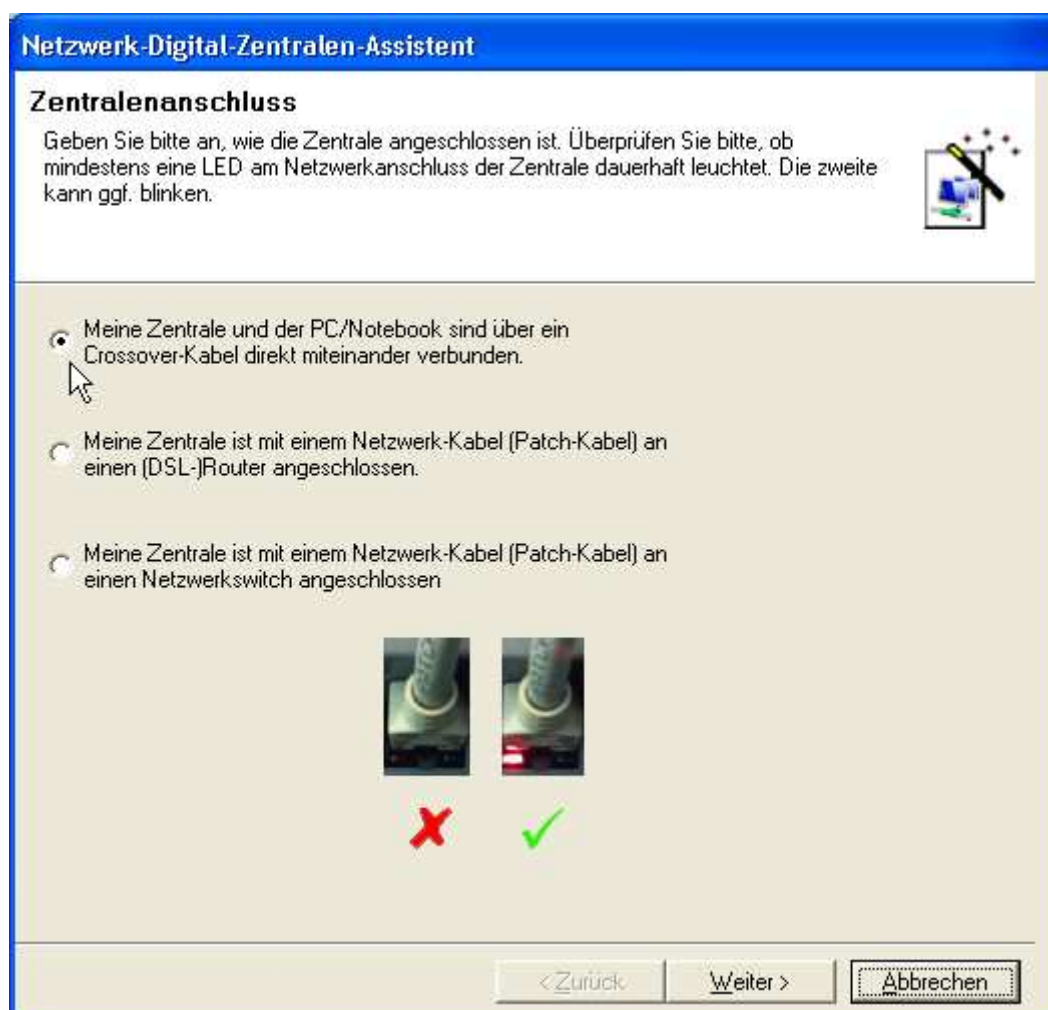 Netzwerk-Digital-Zentralen-Assistent
Zentralenanschluss
Geben Sie bitte an, wie die Zentrale angeschlossen ist. Überprüfen Sie bitte, ob
mindestens eine LED am Netzwerkanschluss der Zentrale dauerhaft leuchtet. Die zweite
kann ggf. blinken.
Meine Zentrale und der PC/Notebook sind über ein
Crossover-Kabel direkt miteinander verbunden.
Meine Zentrale ist mit einem Netzwerk-Kabel (Patch-Kabel) an
einen (DSL-)Router angeschlossen.
Meine Zentrale ist mit einem Netzwerk-Kabel (Patch-Kabel) an
einen Netzwerkswitch angeschlossen
< Zurück
Weiter >
Abbrechen